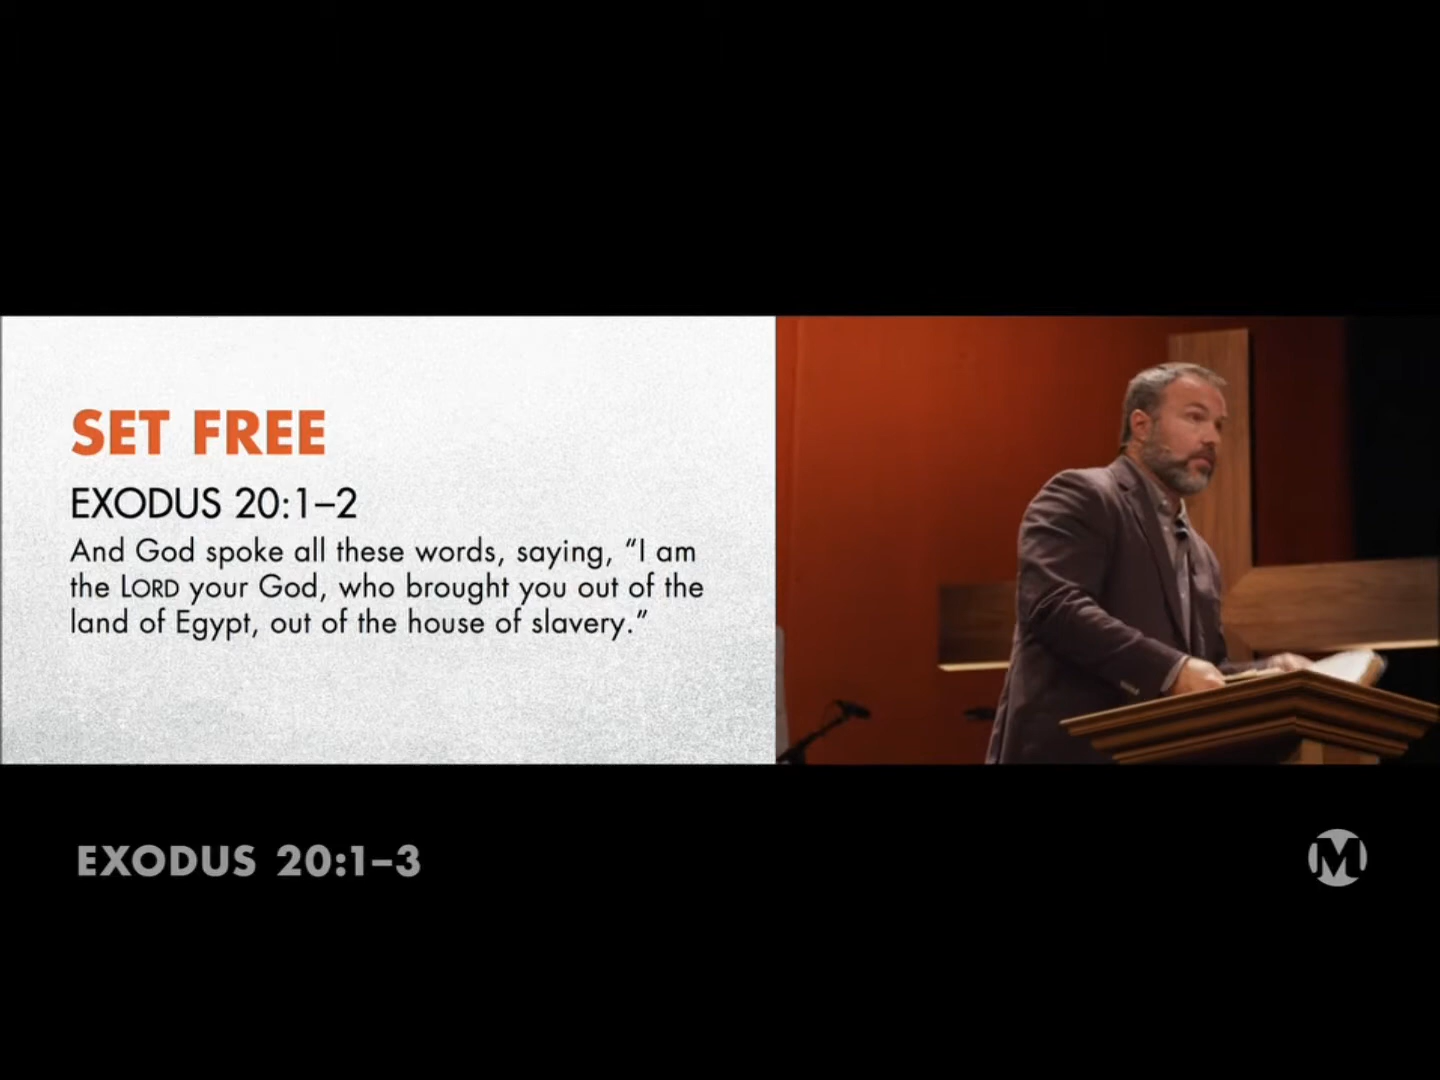 SET FREE
EXODUS 20:1–2
And God spoke all these words, saying, “I am
the LORD your God, who brought you out of the
land of Egypt, out of the house of slavery.”
EXODUS 20:1–3
M